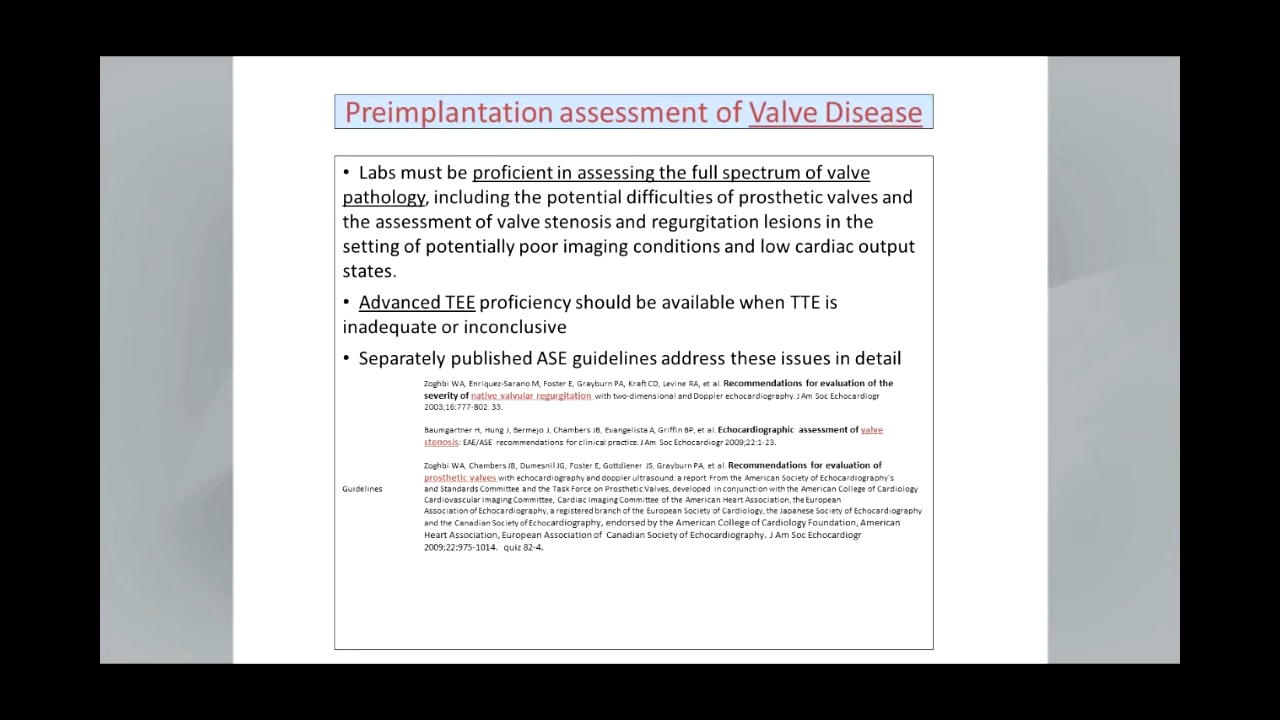 Preimplantation assessment of Valve Disease
• Labs must be proficient in assessing the full spectrum of valve
pathology, including the potential difficulties of prosthetic valves and
the assessment of valve stenosis and regurgitation lesions in the
setting of potentially poor imaging conditions and low cardiac output
states.
• Advanced TEE proficiency should be available when TTE is
inadequate or inconclusive
• Separately published ASE guidelines address these issues in detail
Zoghbi WA, Enriquez-Sarano M, Foster E, Grayburn PA, Kraft CD, Levine RA, et al. Recommendations for evaluation of the
severity of native valvular regurgitation with two-dimensional and Doppler echocardiography. J Am Soc Echocardiogr
2003;16:777-802. 33.
Baumgartner H, Hung J, Bermejo J, Chambers JB, Evangelista A, Griffin BP, et al. Echocardiographic assessment of valve
stenosis: EAE/ASE recommendations for clinical practice. J Am Soc Echocardiogr 2009;22:1-23.
Zoghbi WA, Chambers JB, Dumesnil JG, Foster E, Gottdiener JS, Grayburn PA, et al. Recommendations for evaluation of
prosthetic valves with echocardiography and doppler ultrasound: a report From the American Society of Echocardiography's
Guidelines and Standards Committee and the Task Force on Prosthetic Valves, developed in conjunction with the American College of Cardiology
Cardiovascular Imaging Committee, Cardiac Imaging Committee of the American Heart Association, the European
Association of Echocardiography, a registered branch of the European Society of Cardiology, the Japanese Society of Echocardiography
and the Canadian Society of Echocardiography, endorsed by the American College of Cardiology Foundation, American
Heart Association, European Association of Canadian Society of Echocardiography. J Am Soc Echocardiogr
2009;22:975-1014. quiz 82-4.